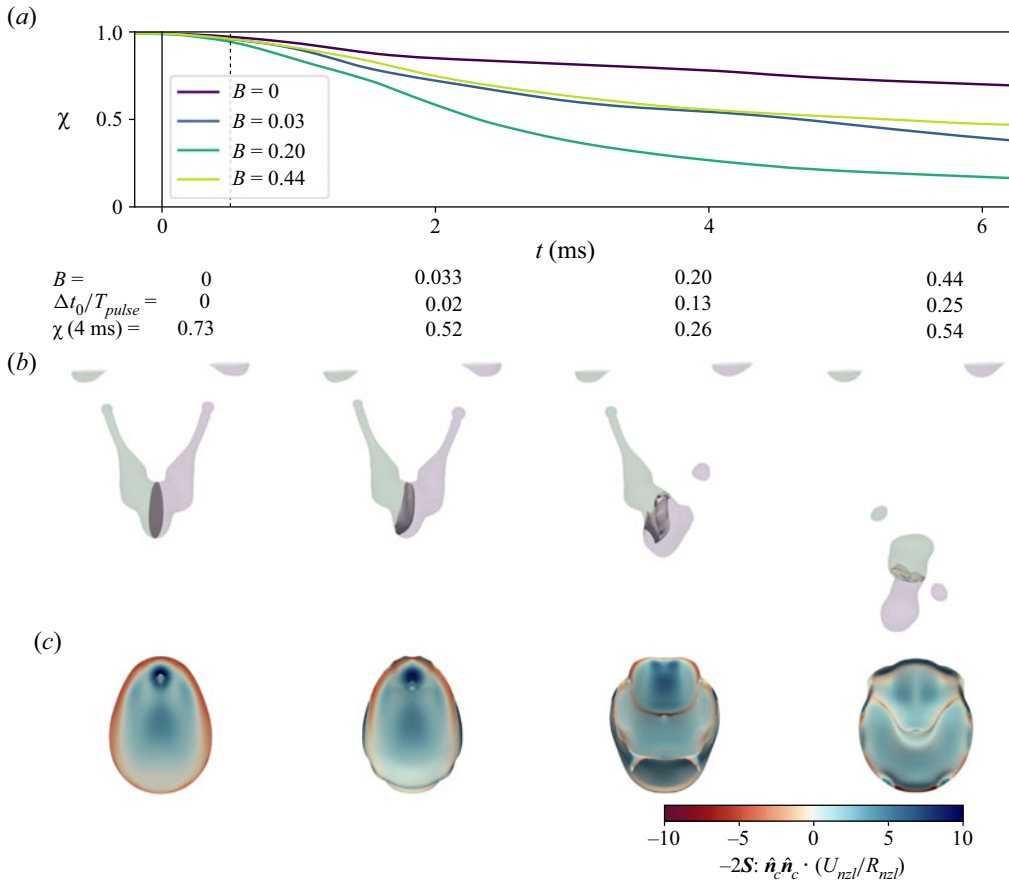 (a)
1.0
0.5
0
χ
B = 0
B = 0.03
B = 0.20
B = 0.44
0 2 4 6
t (ms)
B = 0 0.033 0.20 0.44
Δt0/Tpulse = 0 0.02 0.13 0.25
χ (4 ms) = 0.73 0.52 0.26 0.54
(b)
(c)
−10 −5 0 5 10
−2S: n̂c n̂c · (Unzl/Rnzl)